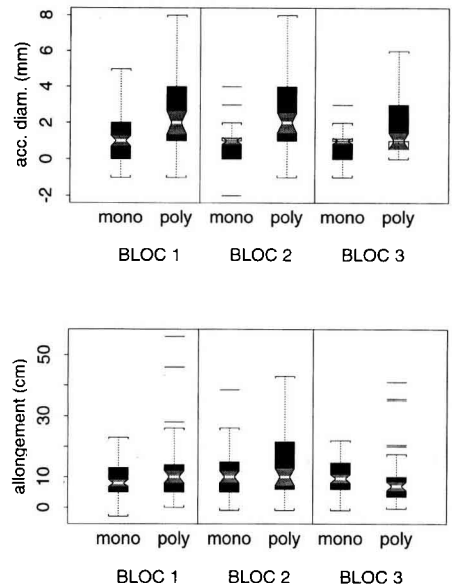 acc. diam. (mm)
8
6
4
2
0
-2
mono poly mono poly mono poly
BLOC 1 BLOC 2 BLOC 3
allongement (cm)
50
30
10
0
mono poly mono poly mono poly
BLOC 1 BLOC 2 BLOC 3